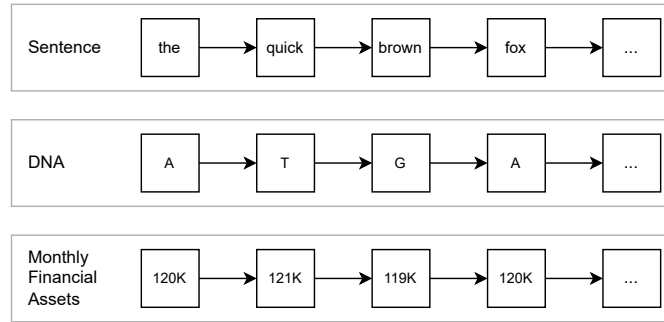 Sentence the quick brown fox ...
DNA A T G A ...
Monthly
Financial
Assets
120K 121K 119K 120K ...